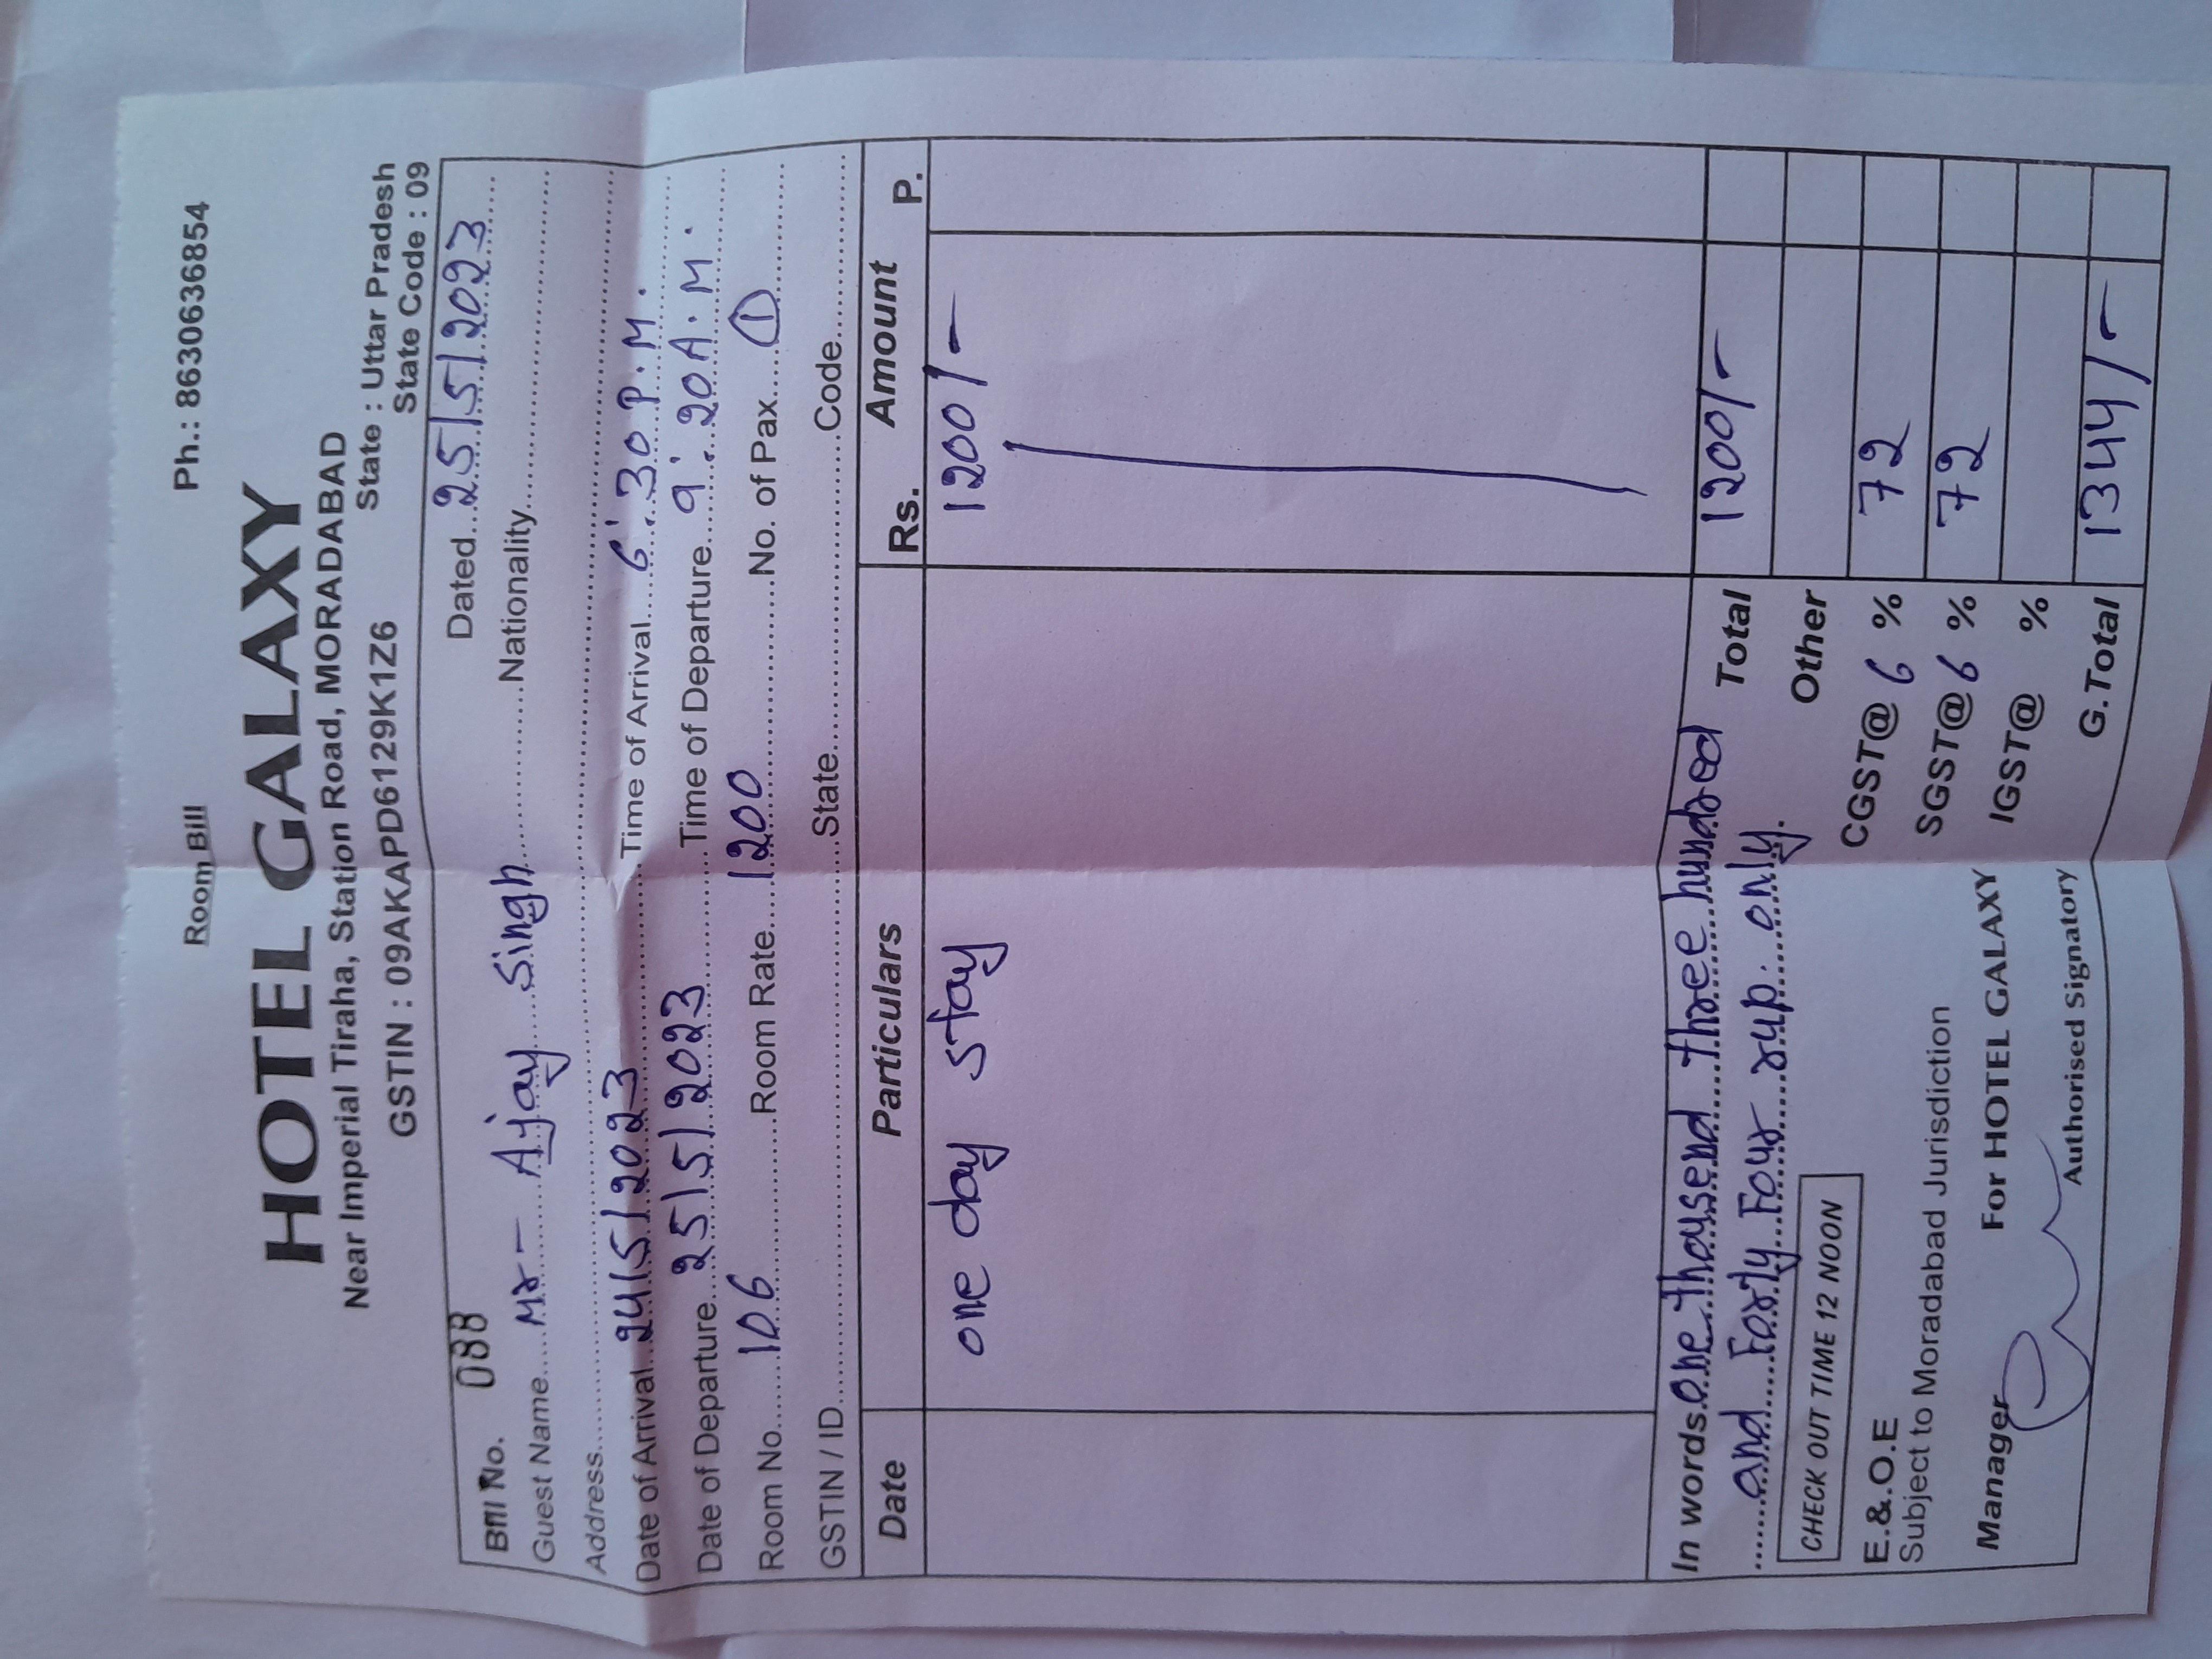 Room Bill Ph.: 8630636854
HOTEL GALAXY
Near Imperial Tiraha, Station Road, MORADABAD
State : Uttar Pradesh
GSTIN : 09AKAPD6129K1Z6 State Code : 09
Bill No. 088 Dated 25/5/2023
Guest Name Mr - Ajay Singh Nationality
Address
Date of Arrival 24/5/2023 Time of Arrival 6:30 P.M.
Date of Departure 25/5/2023 Time of Departure 9:20 A.M.
Room No. 106 Room Rate 1200 No. of Pax 1
GSTIN / ID State Code
Date Particulars Rs. Amount P.
one day stay 1200/-
In words one thousend three hundred Total 1200/-
and Forty Four rup. only.
Other
CHECK OUT TIME 12 NOON
CGST@ 6 % 72
E.&.O.E
Subject to Moradabad Jurisdiction SGST@ 6 % 72
IGST@ %
Manager For HOTEL GALAXY
Authorised Signatory G.Total 1344/-